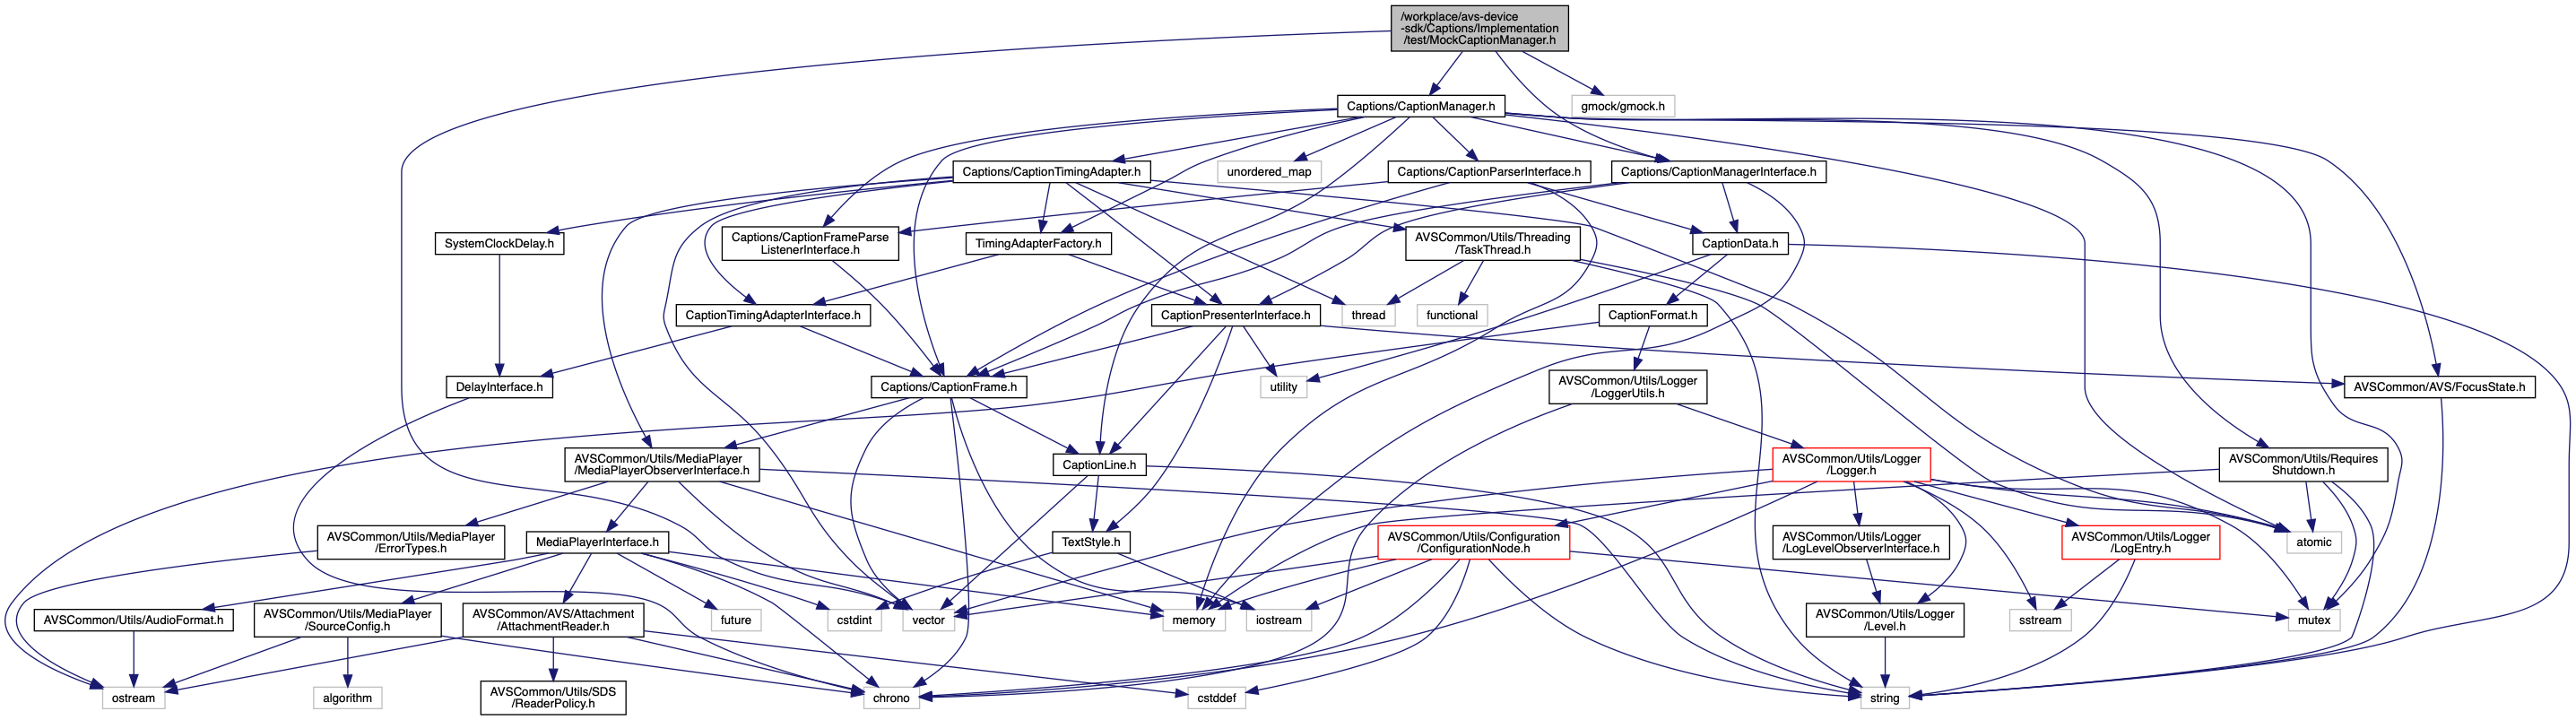 /workplace/avs-device
-sdk/Captions/Implementation
/test/MockCaptionManager.h
Captions/CaptionManager.h
gmock/gmock.h
Captions/CaptionTimingAdapter.h
unordered_map
Captions/CaptionParserInterface.h
Captions/CaptionManagerInterface.h
SystemClockDelay.h
Captions/CaptionFrameParse
ListenerInterface.h
TimingAdapterFactory.h
AVSCommon/Utils/Threading
/TaskThread.h
CaptionData.h
CaptionTimingAdapterInterface.h
CaptionPresenterInterface.h
thread
functional
CaptionFormat.h
DelayInterface.h
Captions/CaptionFrame.h
utility
AVSCommon/Utils/Logger
/LoggerUtils.h
AVSCommon/AVS/FocusState.h
AVSCommon/Utils/MediaPlayer
/MediaPlayerObserverInterface.h
CaptionLine.h
AVSCommon/Utils/Logger
/Logger.h
AVSCommon/Utils/Requires
Shutdown.h
AVSCommon/Utils/MediaPlayer
/ErrorTypes.h
MediaPlayerInterface.h
TextStyle.h
AVSCommon/Utils/Configuration
/ConfigurationNode.h
AVSCommon/Utils/Logger
/LogLevelObserverInterface.h
AVSCommon/Utils/Logger
/LogEntry.h
atomic
AVSCommon/Utils/AudioFormat.h
AVSCommon/Utils/MediaPlayer
/SourceConfig.h
AVSCommon/AVS/Attachment
/AttachmentReader.h
future
cstdint
vector
memory
iostream
AVSCommon/Utils/Logger
/Level.h
sstream
mutex
ostream
algorithm
AVSCommon/Utils/SDS
/ReaderPolicy.h
chrono
cstddef
string